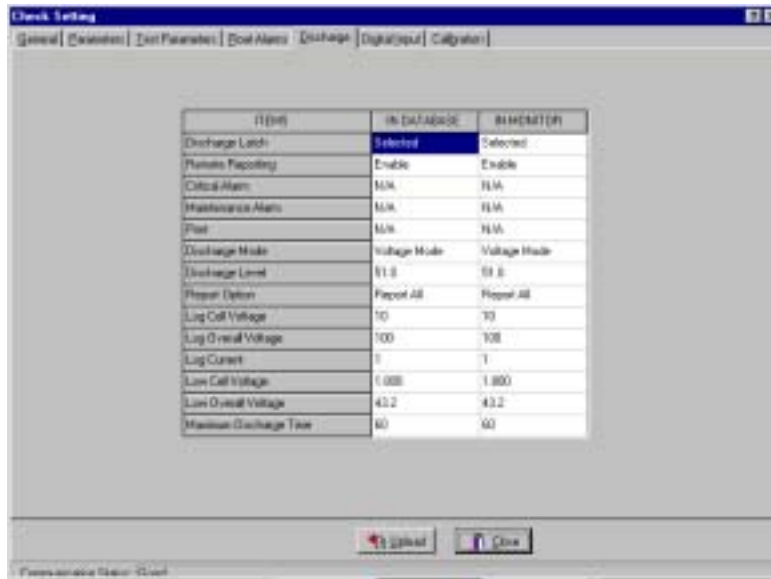 Check Setting
General Parameters Test Parameters Float Alarms Discharge Digital Input Calibration
ITEMS IN DATABASE IN MONITOR
Discharge Latch Selected Selected
Remote Reporting Enable Enable
Critical Alarm N/A N/A
Maintenance Alarm N/A N/A
N/A N/A
Discharge Mode Voltage Mode Voltage Mode
Discharge Level 51.0 51.0
Report Option Report All Report All
Log Cell Voltage 10 10
Log Overall Voltage 100 100
Log Current 1 1
Low Cell Voltage 1.800 1.800
Low Overall Voltage 43.2 43.2
Maximum Discharge Time 60 60
Upload Close
Communication Status: Good